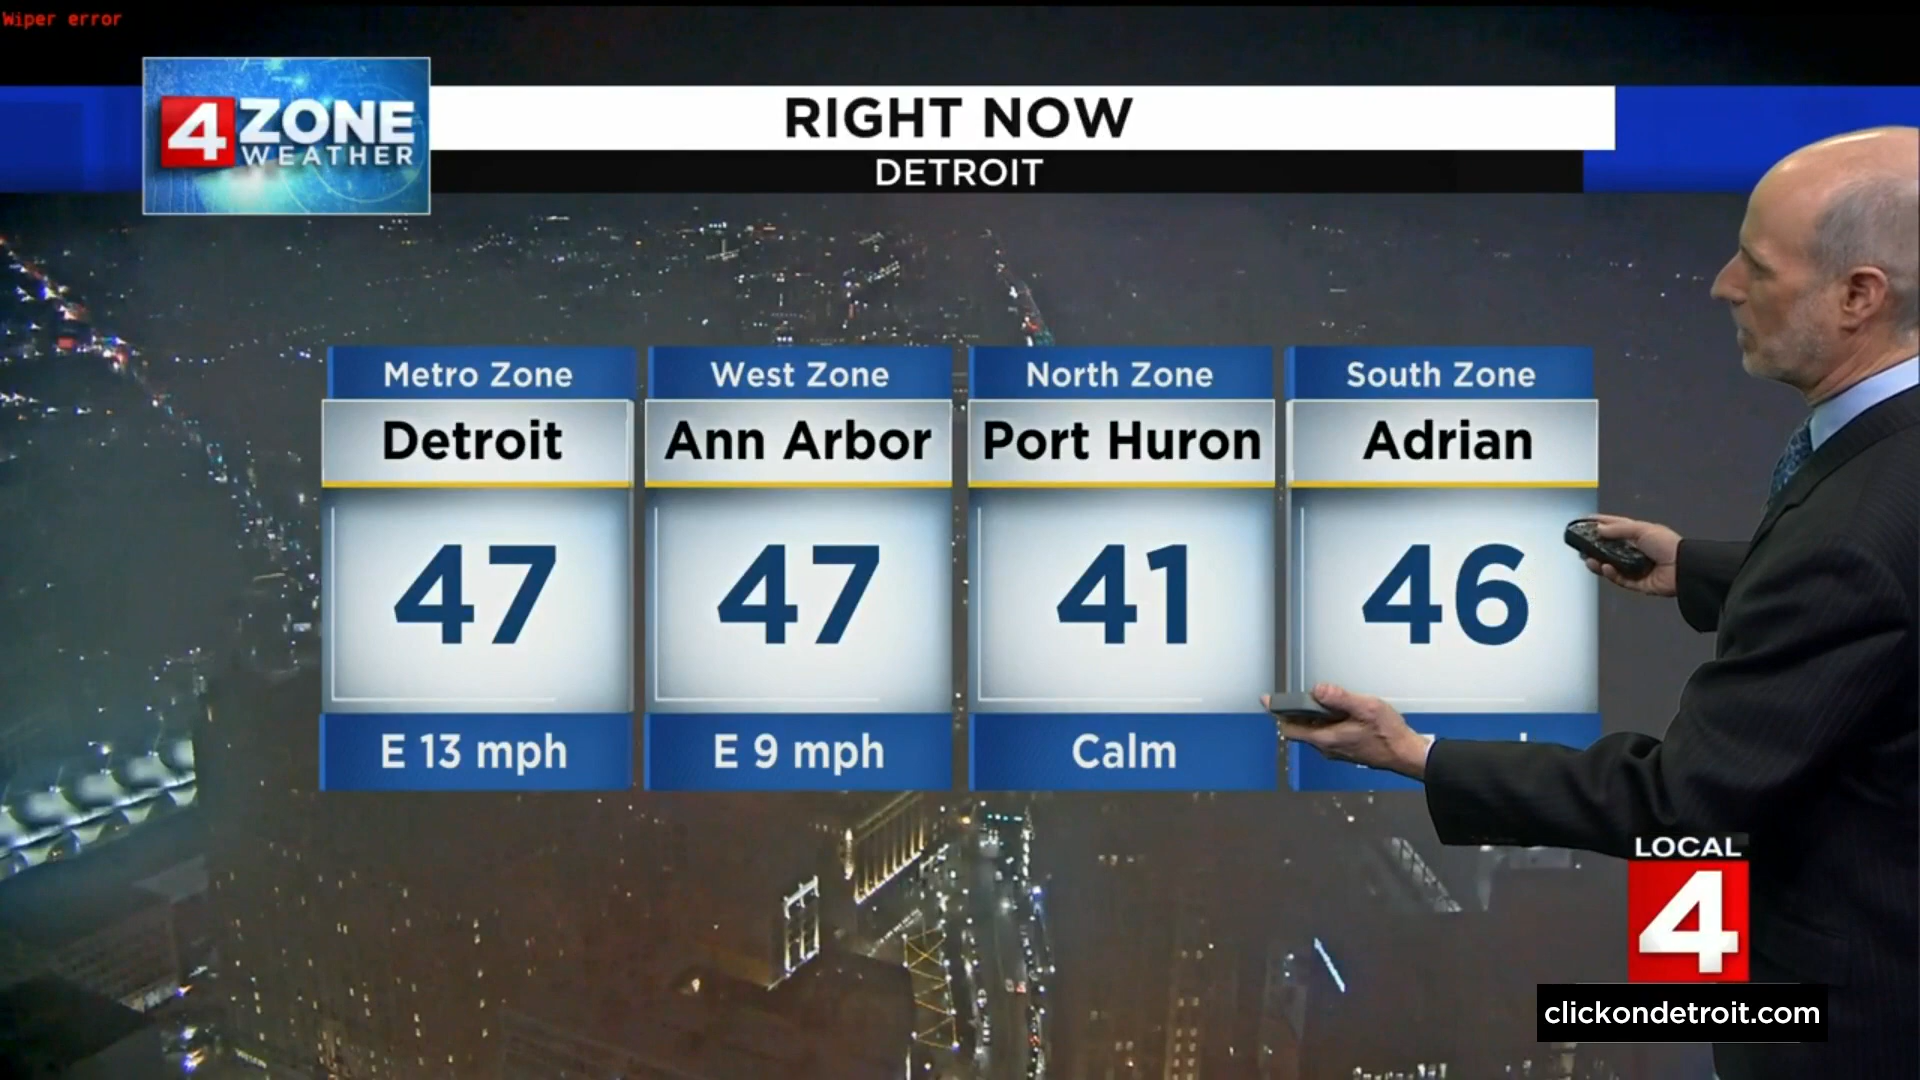 Wiper error
4 ZONE
WEATHER
RIGHT NOW
DETROIT
Metro Zone
West Zone
North Zone
South Zone
Detroit
Ann Arbor
Port Huron
Adrian
47
47
41
46
E 13 mph
E 9 mph
Calm
LOCAL
4
clickondetroit.com